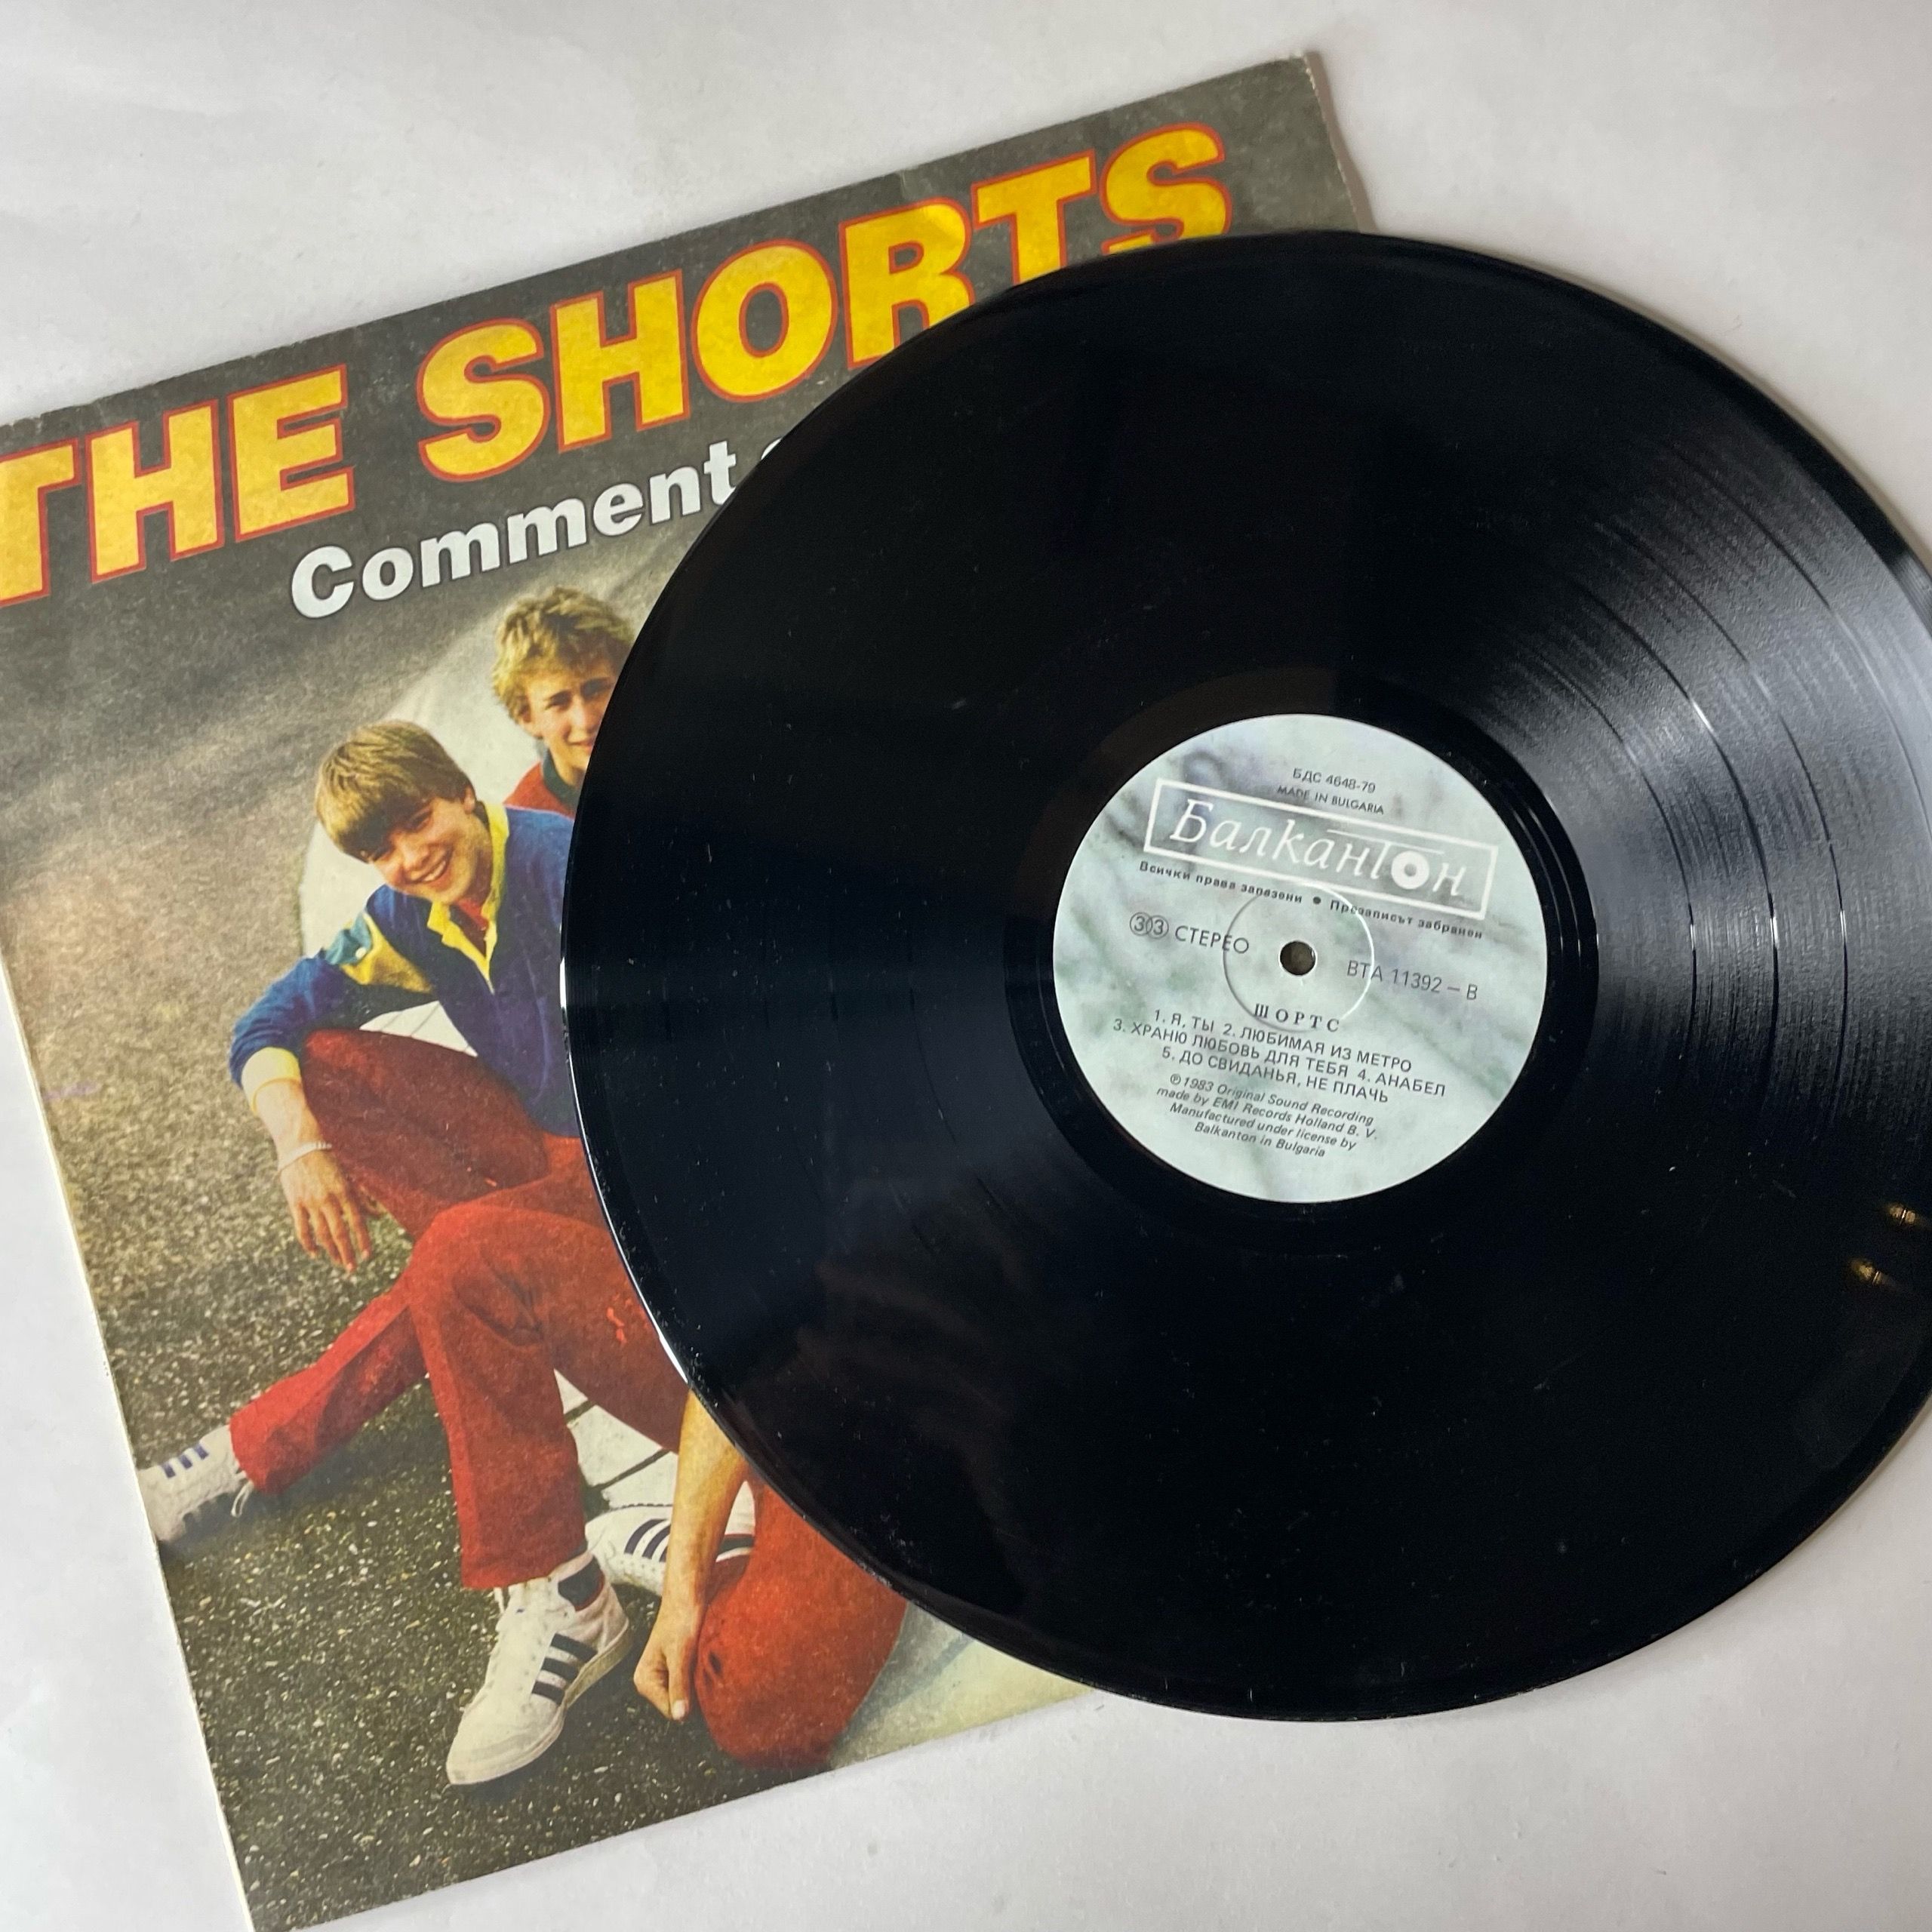 THE SHORTS
Comment
БДС 4648-79
MADE IN BULGARIA
Балкантон
Всички права запазени ● Презаписът забранен
33 СТЕРЕО
ВТА 11392 – В
ШОРТС
1. Я, ТЫ 2. ЛЮБИМАЯ ИЗ МЕТРО
3. ХРАНЮ ЛЮБОВЬ ДЛЯ ТЕБЯ 4. АНАБЕЛ
5. ДО СВИДАНЬЯ, НЕ ПЛАЧЬ
℗1983 Original Sound Recording
made by EMI Records Holland B. V.
Manufactured under license by
Balkanton in Bulgaria